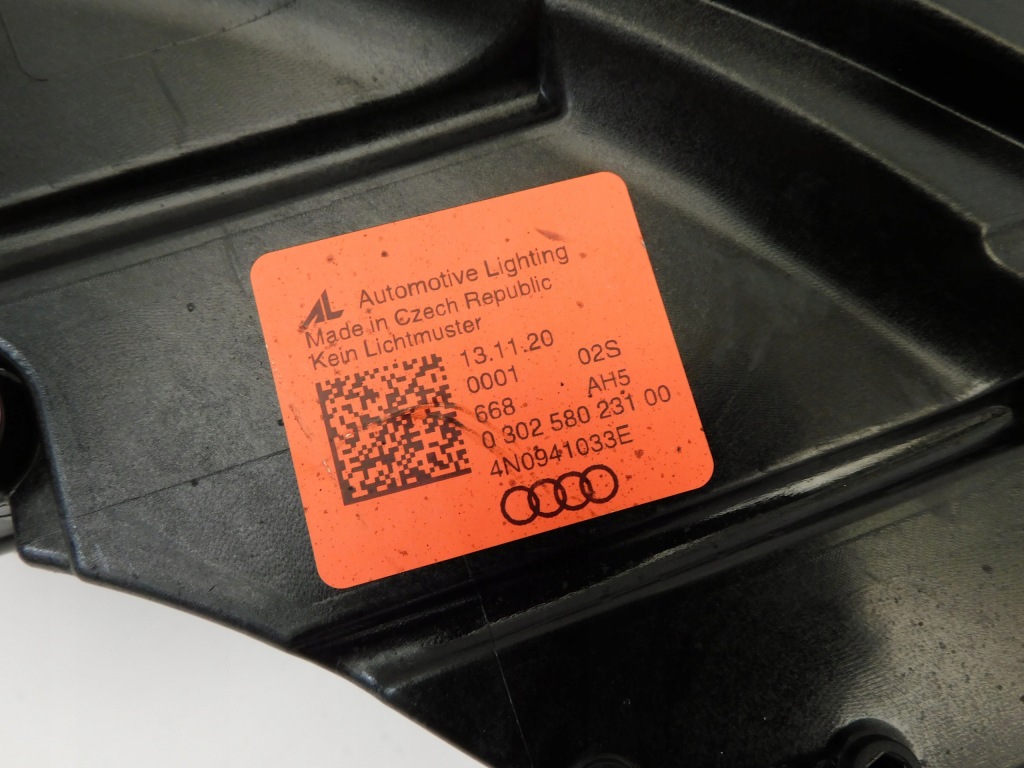 AL Automotive Lighting
Made in Czech Republic
Kein Lichtmuster
13.11.20 02S
0001 AH5
668
0 302 580 231 00
4N0941033E